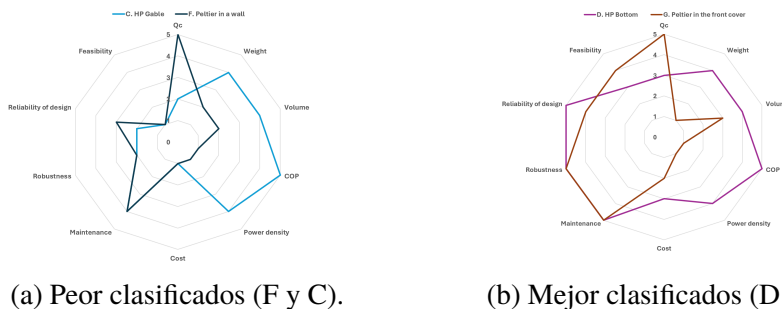 C. HP Gable F. Peltier in a wall
Qc
Weight
Volume
COP
Power density
Cost
Maintenance
Robustness
Reliability of design
Feasibility
5
4
3
2
1
0
D. HP Bottom G. Peltier in the front cover
Qc
Weight
Volum
COP
Power density
Cost
Maintenance
Robustness
Reliability of design
Feasibility
5
4
3
2
1
0
(a) Peor clasificados (F y C).
(b) Mejor clasificados (D